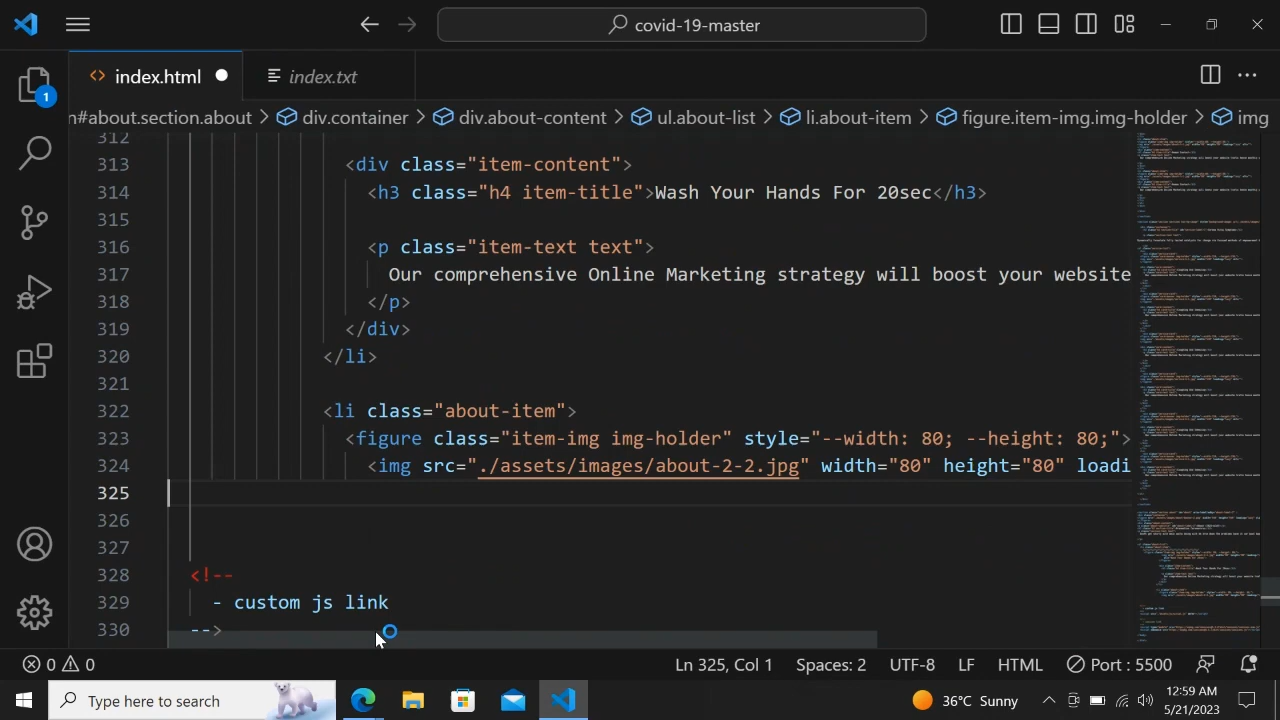 covid-19-master
index.html
index.txt
n#about.section.about > div.container > div.about-content > ul.about-list > li.about-item > figure.item-img.img-holder > img
312
313 <div class="item-content">
314 <h3 class="h4 item-title">Wash Your Hands For 20sec</h3>
315
316 <p class="item-text text">
317 Our comprehensive Online Marketing strategy will boost your website
318 </p>
319 </div>
320 </li>
321
322 <li class="about-item">
323 <figure class="item-img img-holder" style="--width: 80; --height: 80;">
324 <img src="./assets/images/about-2-2.jpg" width="80" height="80" loadi
325
326
327
328 <!--
329 - custom js link
330 -->
1
0 0 Ln 325, Col 1 Spaces: 2 UTF-8 LF HTML Port : 5500
Type here to search
36°C Sunny
12:59 AM
5/21/2023